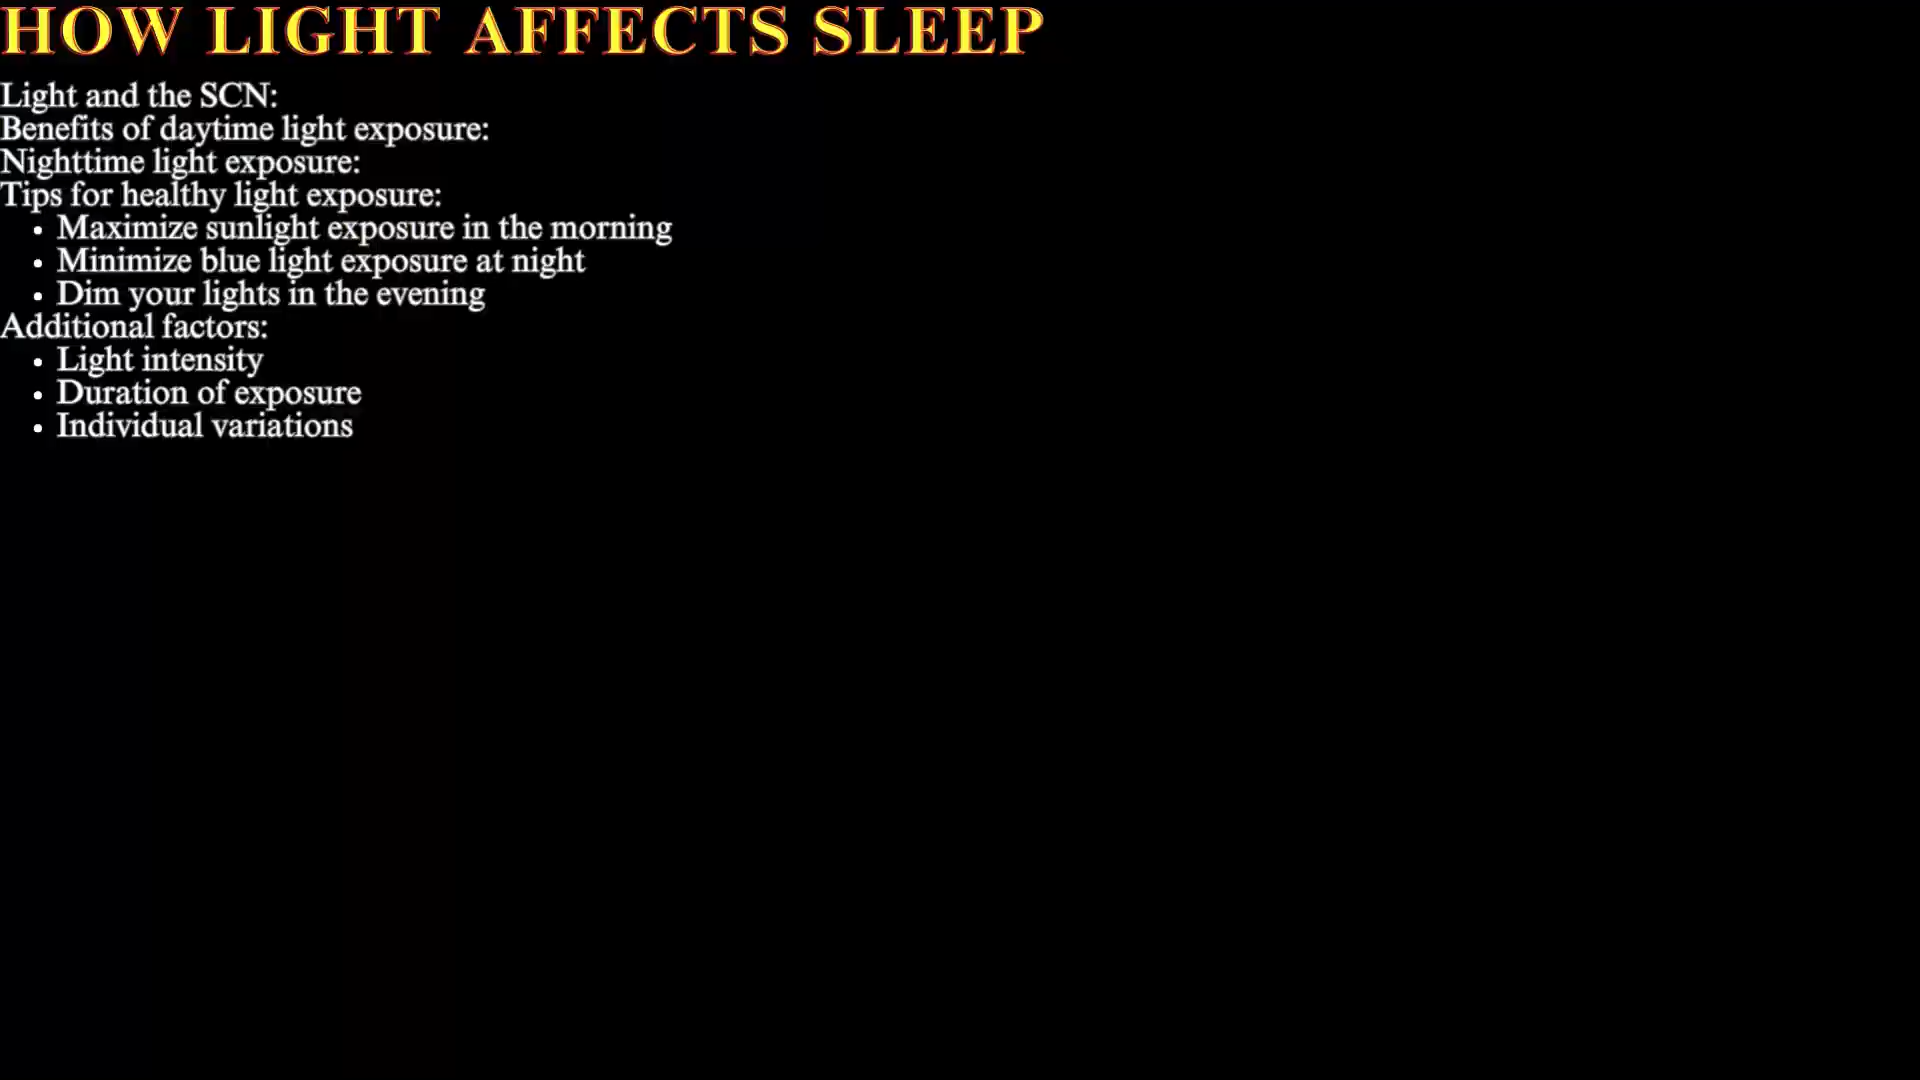 HOW LIGHT AFFECTS SLEEP
Light and the SCN:
Benefits of daytime light exposure:
Nighttime light exposure:
Tips for healthy light exposure:
• Maximize sunlight exposure in the morning
• Minimize blue light exposure at night
• Dim your lights in the evening
Additional factors:
• Light intensity
• Duration of exposure
• Individual variations